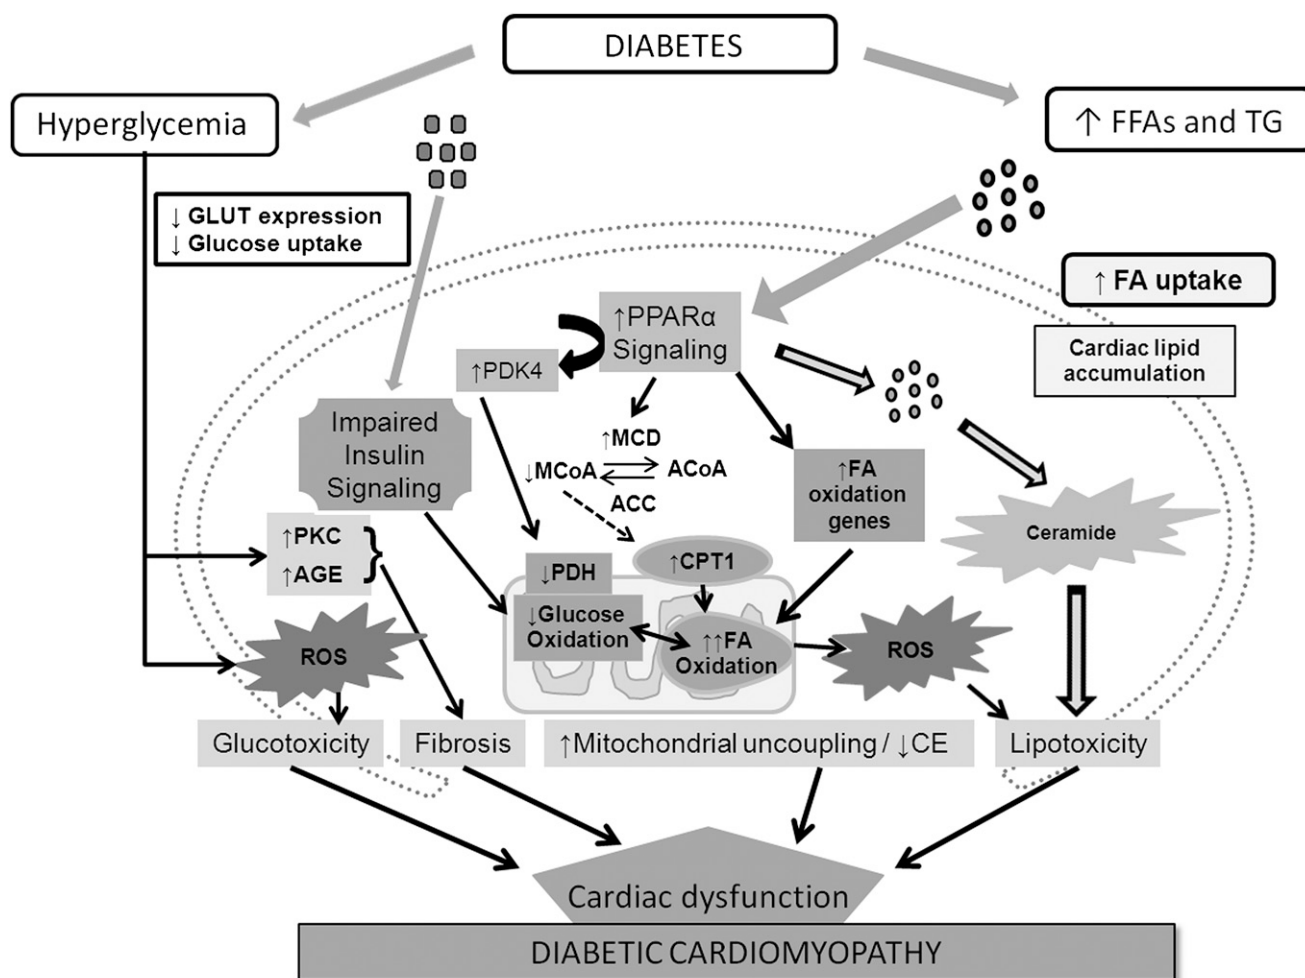 DIABETES
Hyperglycemia
↑ FFAs and TG
↓ GLUT expression
↓ Glucose uptake
↑ FA uptake
Cardiac lipid
accumulation
↑PPARα
Signaling
↑PDK4
Impaired
Insulin
Signaling
↑MCD
↓MCoA
ACoA
ACC
↑FA
oxidation
genes
Ceramide
↑PKC
↑AGE
↓PDH
↑CPT1
↓Glucose
Oxidation
↑↑FA
Oxidation
ROS
ROS
Glucotoxicity
Fibrosis
↑Mitochondrial uncoupling / ↓CE
Lipotoxicity
Cardiac dysfunction
DIABETIC CARDIOMYOPATHY